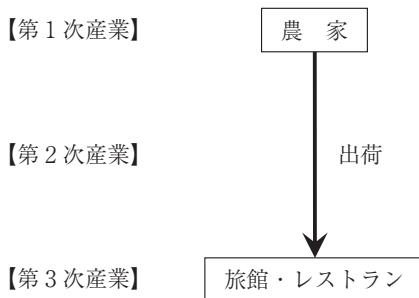 【第1次産業】
農　家
【第2次産業】
出荷
【第3次産業】
旅館・レストラン